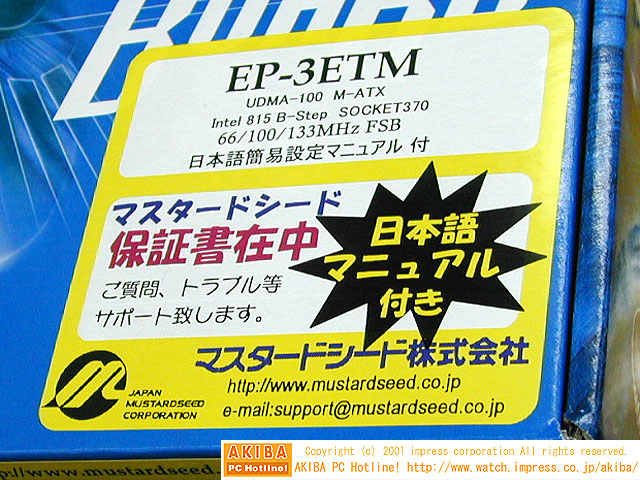 EP-3ETM
UDMA-100 M-ATX
Intel 815 B-Step SOCKET370
66/100/133MHz FSB
日本語簡易設定マニュアル 付
マスタードシード
保証書在中
ご質問、トラブル等
サポート致します。
日本語
マニュアル
付き
マスタードシード株式会社
http://www.mustardseed.co.jp
e-mail:support@mustardseed.co.jp
JAPAN
MUSTARDSEED
CORPORATION
http://www.mustardseed.co.jp
AKIBA
PC Hotline!
Copyright (c) 2001 impress corporation All rights reserved.
AKIBA PC Hotline! http://www.watch.impress.co.jp/akiba/